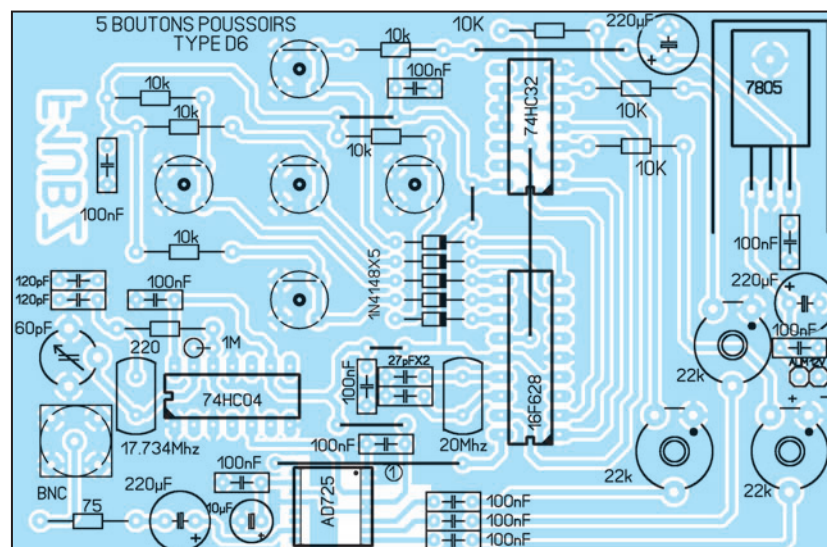 5 BOUTONS POUSSOIRS
TYPE D6
10K
220µF
10k
100nF
74HC32
7805
10k
10K
10k
10k
10K
100nF
10k
1N4148X5
100nF
120pF
120pF
100nF
220µF
60pF
220
1M
27pFX2
100nF
100nF
ALIM 12V
22k
+
-
74HC04
16F628
17.734Mhz
100nF
20Mhz
1
22k
22k
BNC
100nF
220µF
10µF
75
AD725
100nF
100nF
100nF